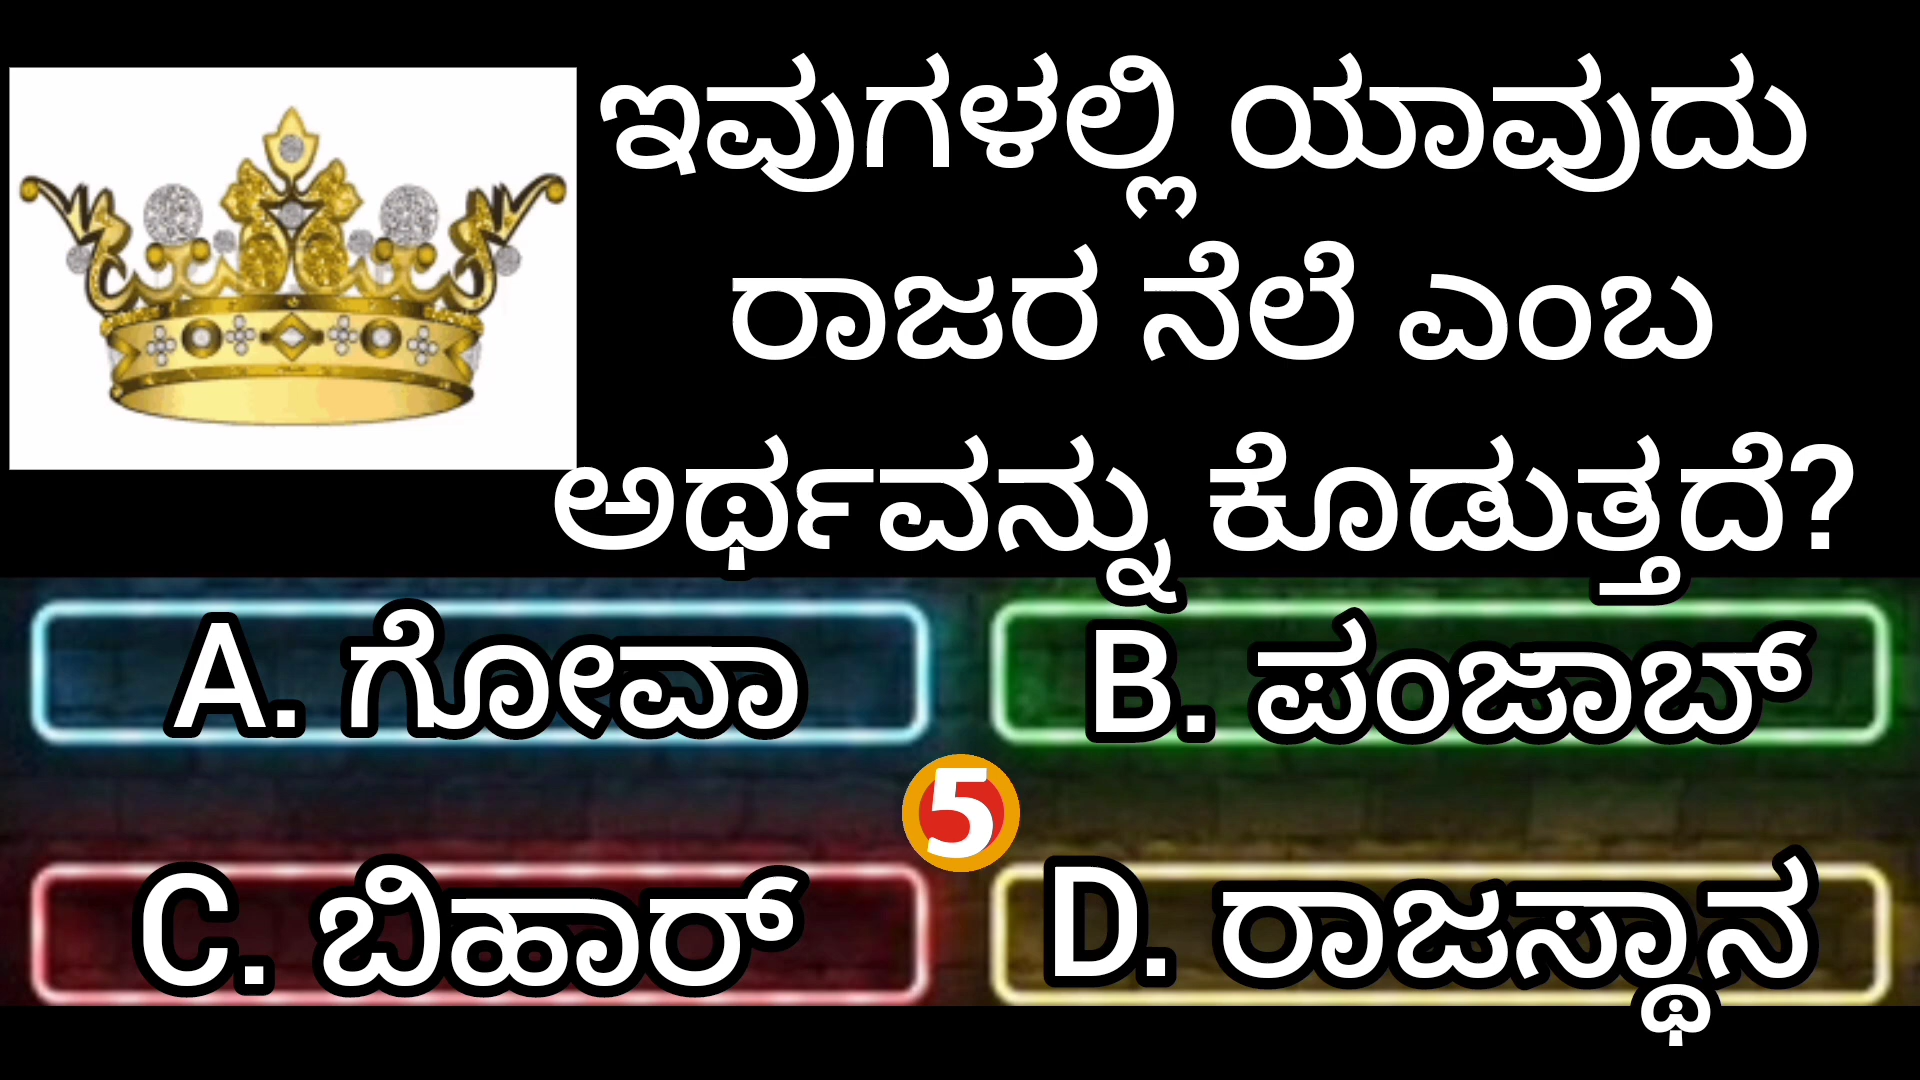 ಇವುಗಳಲ್ಲಿ ಯಾವುದು
ರಾಜರ ನೆಲೆ ಎಂಬ
ಅರ್ಥವನ್ನು ಕೊಡುತ್ತದೆ?
A. ಗೋವಾ
B. ಪಂಜಾಬ್
5
C. ಬಿಹಾರ್
D. ರಾಜಸ್ಥಾನ